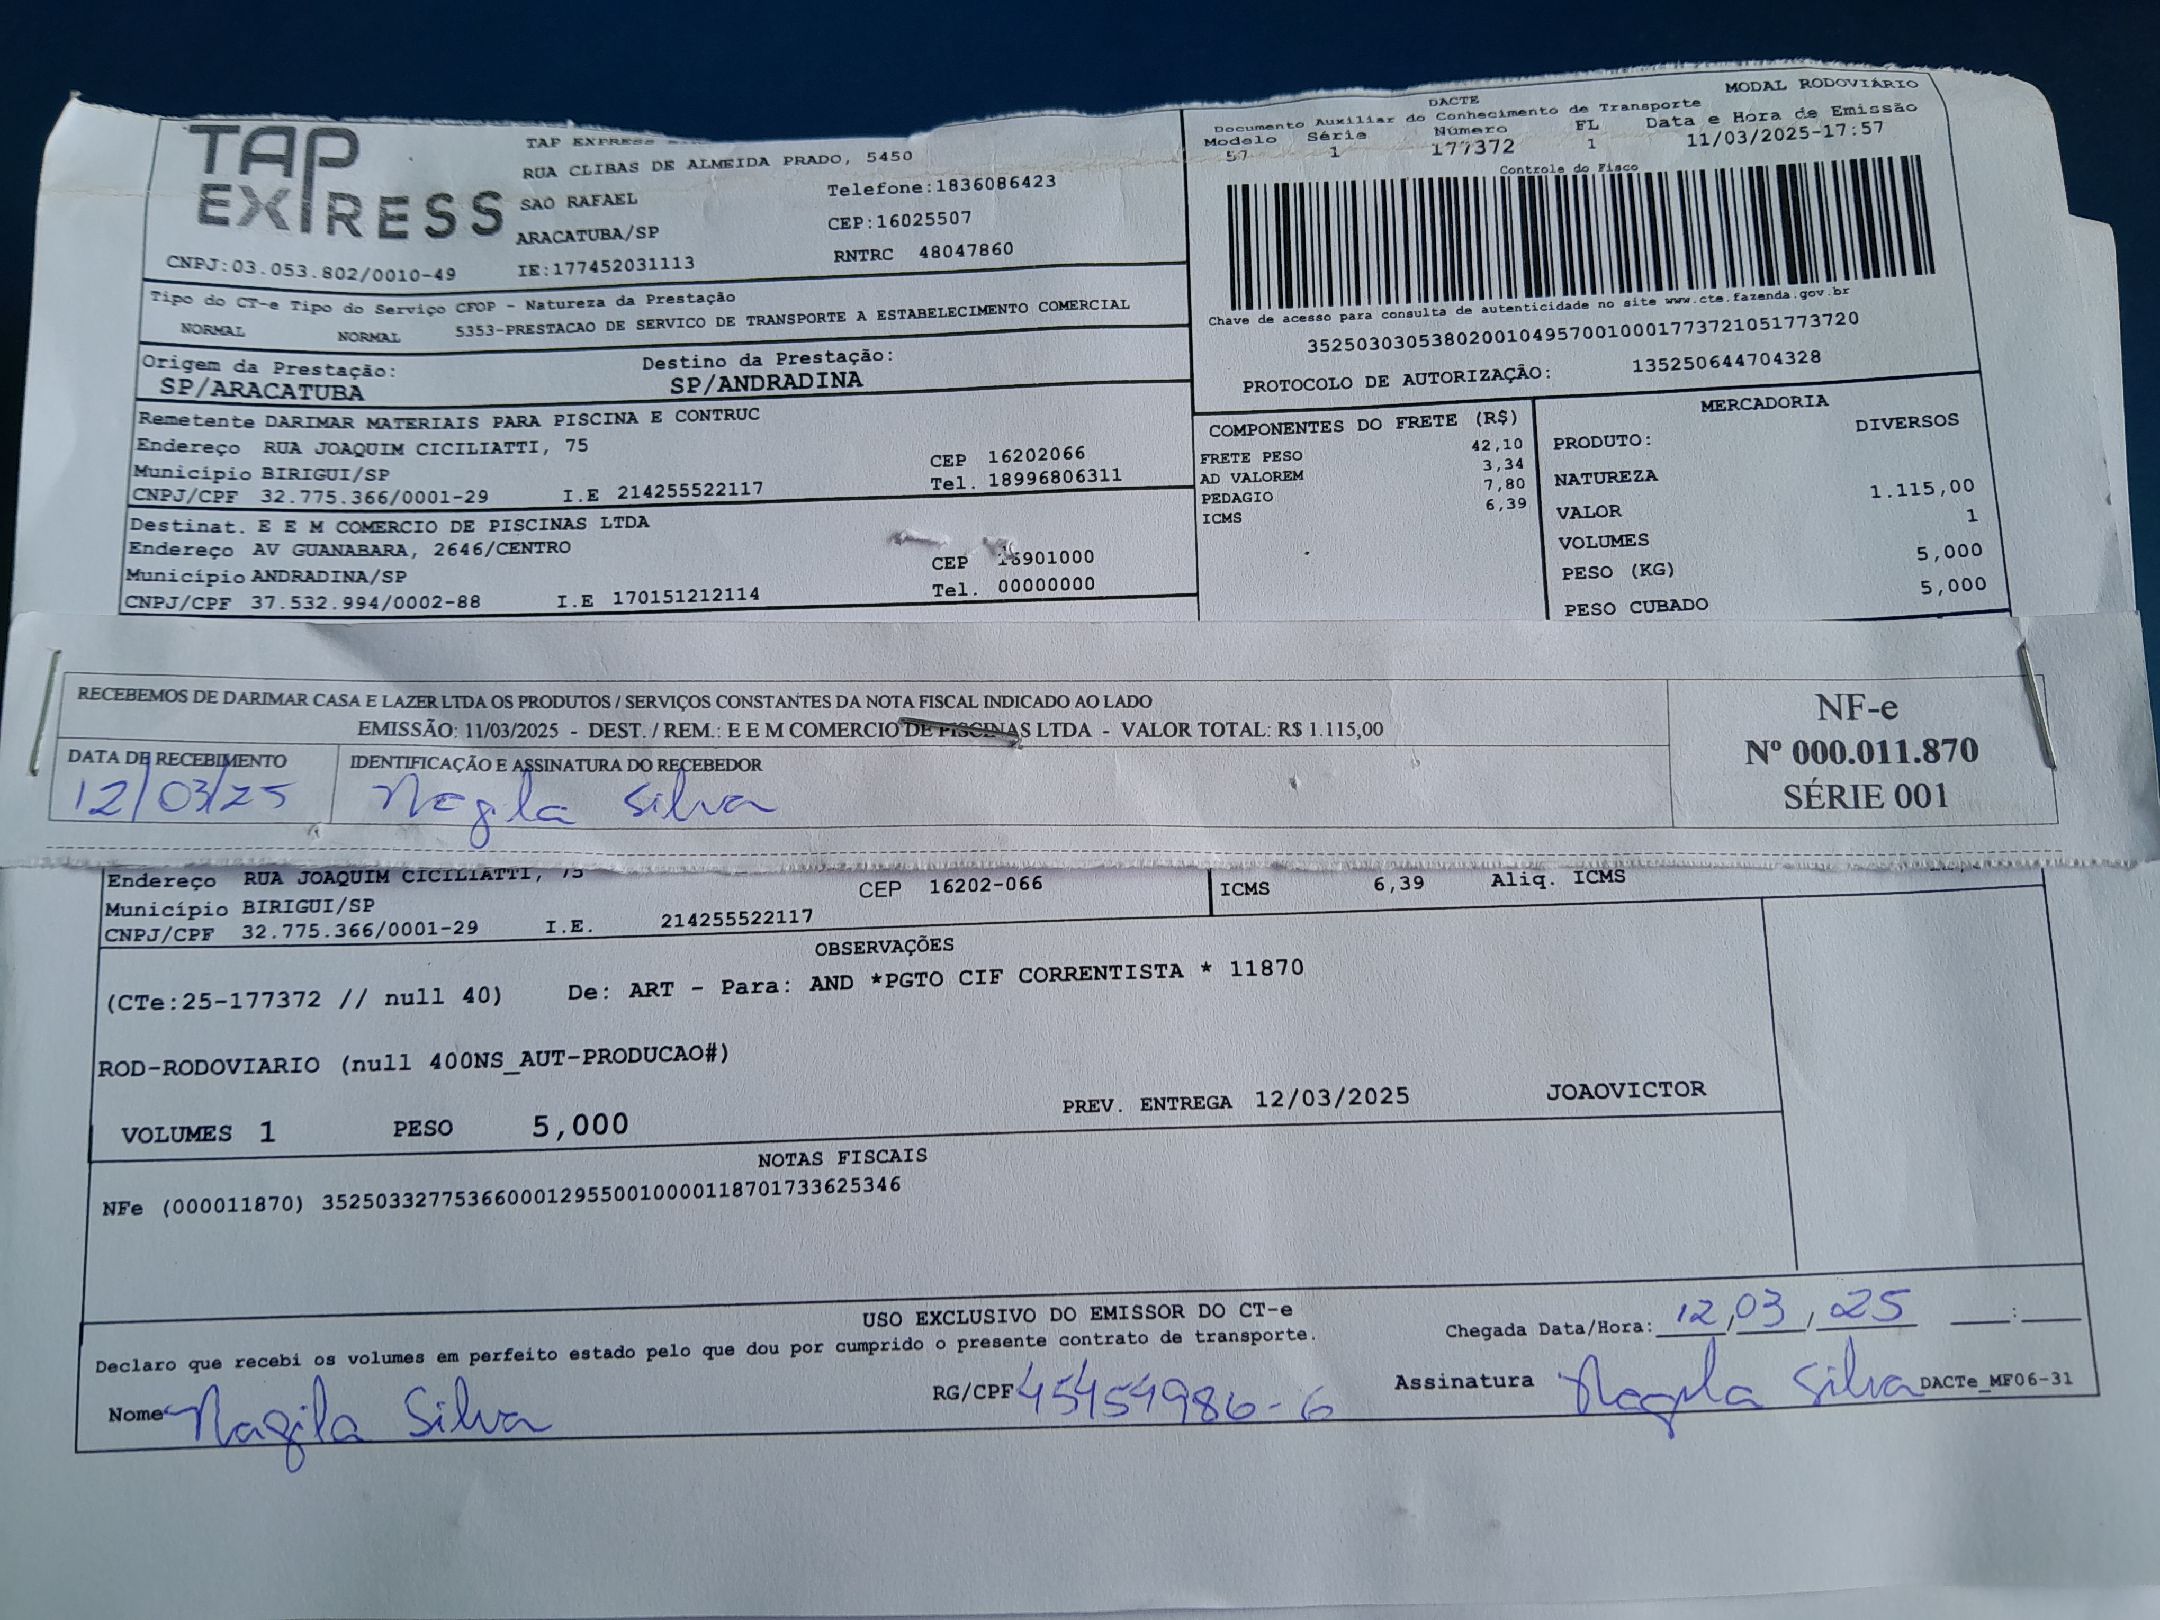 TAP
EXPRESS
TAP EXPRESS
RUA CLIBAS DE ALMEIDA PRADO, 5450
SAO RAFAEL
Telefone:1836086423
ARACATUBA/SP
CEP:16025507
CNPJ:03.053.802/0010-49
IE:177452031113
RNTRC 48047860
MODAL RODOVIÁRIO
DACTE
Documento Auxiliar do Conhecimento de Transporte
Modelo Série Número FL Data e Hora de Emissão
57 1 177372 1 11/03/2025-17:57
Controle do Fisco
Chave de acesso para consulta de autenticidade no site www.cte.fazenda.gov.br
35250303053802001049570010001773721051773720
PROTOCOLO DE AUTORIZAÇÃO: 135250644704328
Tipo do CT-e Tipo do Serviço CFOP - Natureza da Prestação
NORMAL NORMAL 5353-PRESTACAO DE SERVICO DE TRANSPORTE A ESTABELECIMENTO COMERCIAL
Origem da Prestação: Destino da Prestação:
SP/ARACATUBA SP/ANDRADINA
Remetente DARIMAR MATERIAIS PARA PISCINA E CONTRUC
Endereço RUA JOAQUIM CICILIATTI, 75
CEP 16202066
Município BIRIGUI/SP
Tel. 18996806311
CNPJ/CPF 32.775.366/0001-29 I.E 214255522117
Destinat. E E M COMERCIO DE PISCINAS LTDA
Endereço AV GUANABARA, 2646/CENTRO
CEP 16901000
Município ANDRADINA/SP
Tel. 00000000
CNPJ/CPF 37.532.994/0002-88 I.E 170151212114
COMPONENTES DO FRETE (R$)
FRETE PESO 42,10
AD VALOREM 3,34
PEDAGIO 7,80
ICMS 6,39
MERCADORIA
PRODUTO: DIVERSOS
NATUREZA
VALOR 1.115,00
VOLUMES 1
PESO (KG) 5,000
PESO CUBADO 5,000
RECEBEMOS DE DARIMAR CASA E LAZER LTDA OS PRODUTOS / SERVIÇOS CONSTANTES DA NOTA FISCAL INDICADO AO LADO
EMISSÃO: 11/03/2025 - DEST. / REM.: E E M COMERCIO DE PISCINAS LTDA - VALOR TOTAL: R$ 1.115,00
DATA DE RECEBIMENTO IDENTIFICAÇÃO E ASSINATURA DO RECEBEDOR
12/03/25 Nagila Silva
NF-e
Nº 000.011.870
SÉRIE 001
Endereço RUA JOAQUIM CICILIATTI, 75
CEP 16202-066
ICMS 6,39 Aliq. ICMS
Município BIRIGUI/SP
CNPJ/CPF 32.775.366/0001-29 I.E. 214255522117
OBSERVAÇÕES
(CTe:25-177372 // null 40) De: ART - Para: AND *PGTO CIF CORRENTISTA * 11870
ROD-RODOVIARIO (null 400NS_AUT-PRODUCAO#)
VOLUMES 1 PESO 5,000 PREV. ENTREGA 12/03/2025 JOAOVICTOR
NOTAS FISCAIS
NFe (000011870) 35250332775366000129550010000118701733625346
USO EXCLUSIVO DO EMISSOR DO CT-e
Declaro que recebi os volumes em perfeito estado pelo que dou por cumprido o presente contrato de transporte.
Chegada Data/Hora: 12,03,25 :
Nome Nagila Silva RG/CPF 45454986-6 Assinatura Nagila Silva DACTe_MF06-31